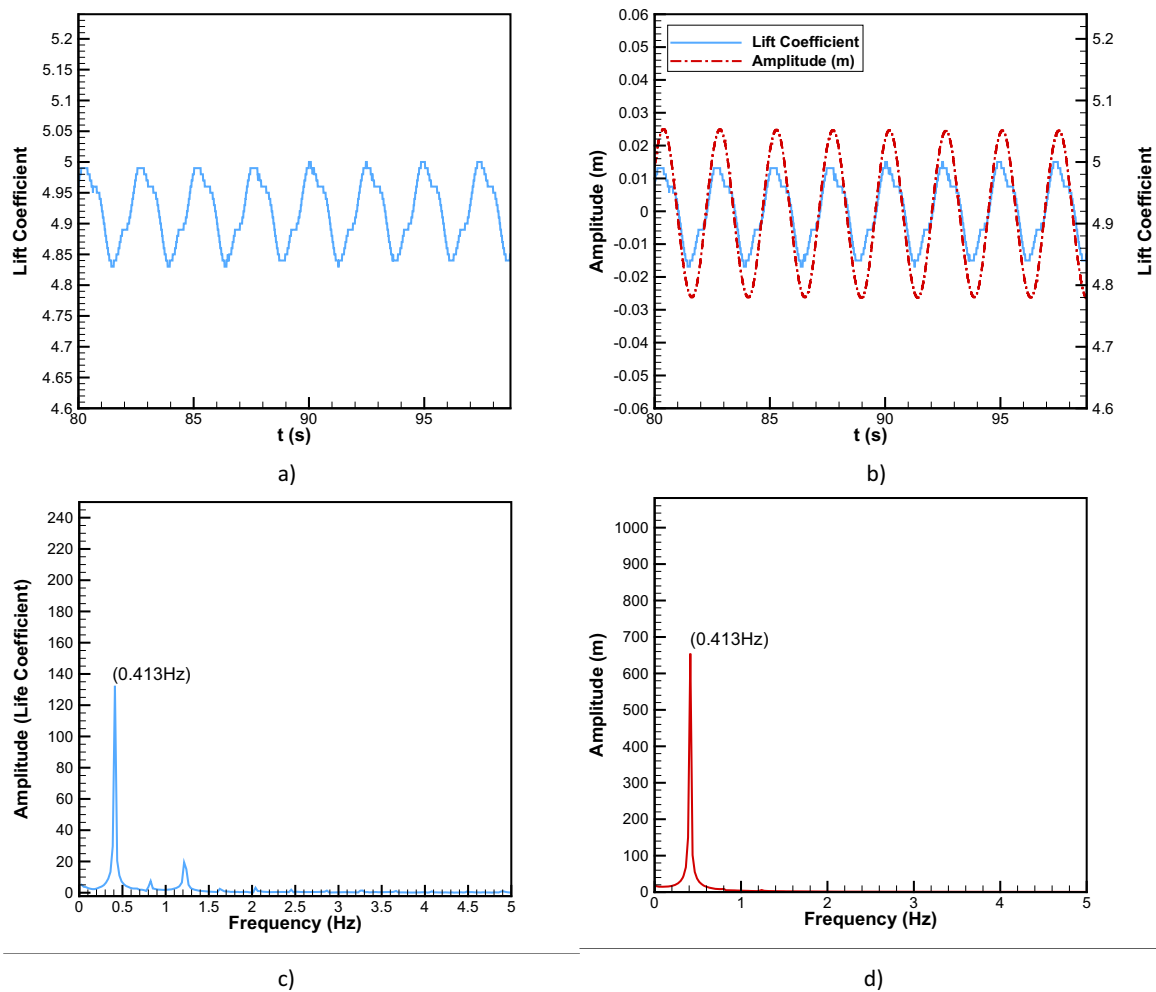 Lift Coefficient
5.2
5.15
5.1
5.05
5
4.95
4.9
4.85
4.8
4.75
4.7
4.65
4.6
80 85 90 95
t (s)
a)
Amplitude (m)
0.06
0.05
0.04
0.03
0.02
0.01
0
-0.01
-0.02
-0.03
-0.04
-0.05
-0.06
Lift Coefficient
Amplitude (m)
5.2
5.1
5
4.9
4.8
4.7
4.6
Lift Coefficient
80 85 90 95
t (s)
b)
Amplitude (Life Coefficient)
240
220
200
180
160
140
120
100
80
60
40
20
0
(0.413Hz)
0 0.5 1 1.5 2 2.5 3 3.5 4 4.5 5
Frequency (Hz)
c)
Amplitude (m)
1000
900
800
700
600
500
400
300
200
100
0
(0.413Hz)
0 1 2 3 4 5
Frequency (Hz)
d)